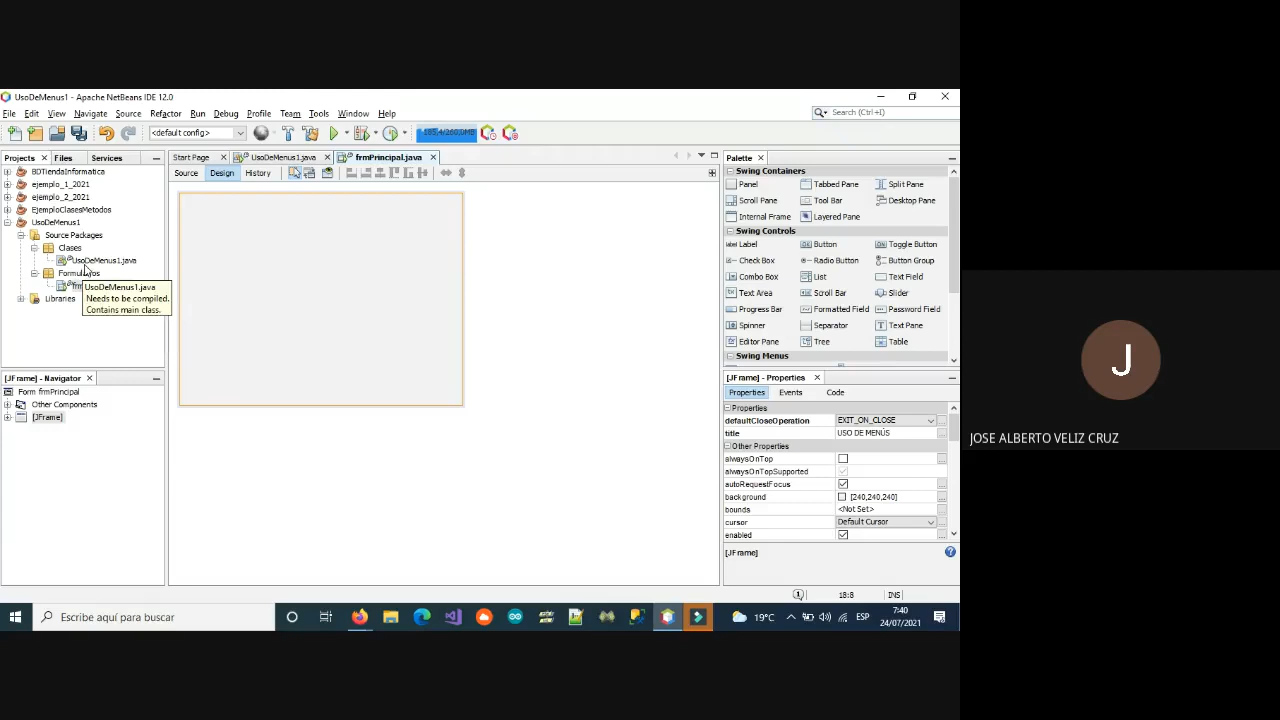 UsoDeMenus1 - Apache NetBeans IDE 12.0
File Edit View Navigate Source Refactor Run Debug Profile Team Tools Window Help
Search (Ctrl+I)
<default config>
Projects Files Services
Start Page UsoDeMenus1.java frmPrincipal.java
Source Design History
BDTiendaInformatica
ejemplo_1_2021
ejemplo_2_2021
EjemploClasesMetodos
UsoDeMenus1
Source Packages
Clases
UsoDeMenus1.java
Formularios
Libraries
UsoDeMenus1.java
Needs to be compiled.
Contains main class.
[JFrame] - Navigator
Form frmPrincipal
Other Components
[JFrame]
Palette
Swing Containers
Panel Tabbed Pane Split Pane
Scroll Pane Tool Bar Desktop Pane
Internal Frame Layered Pane
Swing Controls
Label Button Toggle Button
Check Box Radio Button Button Group
Combo Box List Text Field
Text Area Scroll Bar Slider
Progress Bar Formatted Field Password Field
Spinner Separator Text Pane
Editor Pane Tree Table
Swing Menus
[JFrame] - Properties
Properties Events Code
Properties
defaultCloseOperation EXIT_ON_CLOSE
title USO DE MENÚS
Other Properties
alwaysOnTop
alwaysOnTopSupported
autoRequestFocus
background [240,240,240]
bounds <Not Set>
cursor Default Cursor
enabled
[JFrame]
18:8 INS
Escribe aquí para buscar
19°C ESP
7:40
24/07/2021
J
JOSE ALBERTO VELIZ CRUZ